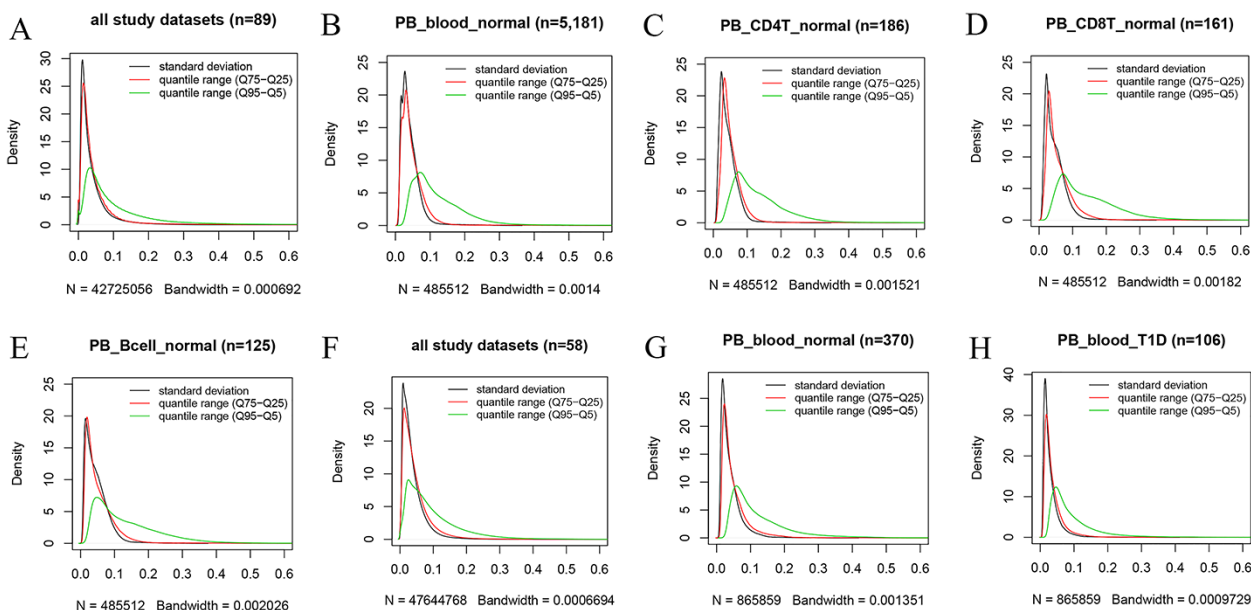 A
all study datasets (n=89)
standard deviation
quantile range (Q75−Q25)
quantile range (Q95−Q5)
Density
30
25
20
15
10
5
0
0.0 0.1 0.2 0.3 0.4 0.5 0.6
N = 42725056 Bandwidth = 0.000692
B
PB_blood_normal (n=5,181)
standard deviation
quantile range (Q75−Q25)
quantile range (Q95−Q5)
Density
25
20
15
10
5
0
0.0 0.1 0.2 0.3 0.4 0.5 0.6
N = 485512 Bandwidth = 0.0014
C
PB_CD4T_normal (n=186)
standard deviation
quantile range (Q75−Q25)
quantile range (Q95−Q5)
Density
25
20
15
10
5
0
0.0 0.1 0.2 0.3 0.4 0.5 0.6
N = 485512 Bandwidth = 0.001521
D
PB_CD8T_normal (n=161)
standard deviation
quantile range (Q75−Q25)
quantile range (Q95−Q5)
Density
25
20
15
10
5
0
0.0 0.1 0.2 0.3 0.4 0.5 0.6
N = 485512 Bandwidth = 0.00182
E
PB_Bcell_normal (n=125)
standard deviation
quantile range (Q75−Q25)
quantile range (Q95−Q5)
Density
25
20
15
10
5
0
0.0 0.1 0.2 0.3 0.4 0.5 0.6
N = 485512 Bandwidth = 0.002026
F
all study datasets (n=58)
standard deviation
quantile range (Q75−Q25)
quantile range (Q95−Q5)
Density
20
15
10
5
0
0.0 0.1 0.2 0.3 0.4 0.5 0.6
N = 47644768 Bandwidth = 0.0006694
G
PB_blood_normal (n=370)
standard deviation
quantile range (Q75−Q25)
quantile range (Q95−Q5)
Density
25
20
15
10
5
0
0.0 0.1 0.2 0.3 0.4 0.5 0.6
N = 865859 Bandwidth = 0.001351
H
PB_blood_T1D (n=106)
standard deviation
quantile range (Q75−Q25)
quantile range (Q95−Q5)
Density
40
30
20
10
0
0.0 0.1 0.2 0.3 0.4 0.5 0.6
N = 865859 Bandwidth = 0.0009729